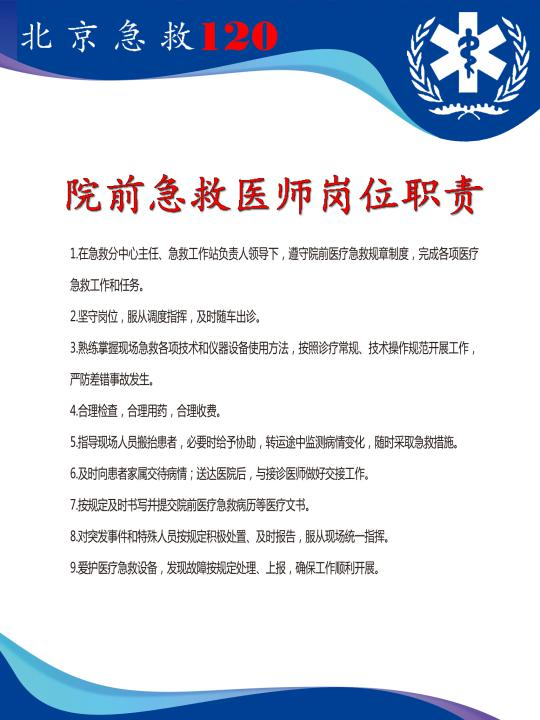 北京急救120
院前急救医师岗位职责
1.在急救分中心主任、急救工作站负责人领导下，遵守院前医疗急救规章制度，完成各项医疗
急救工作和任务。
2.坚守岗位，服从调度指挥，及时随车出诊。
3.熟练掌握现场急救各项技术和仪器设备使用方法，按照诊疗常规、技术操作规范开展工作，
严防差错事故发生。
4.合理检查，合理用药，合理收费。
5.指导现场人员搬抬患者，必要时给予协助，转运途中监测病情变化，随时采取急救措施。
6.及时向患者家属交待病情；送达医院后，与接诊医师做好交接工作。
7.按规定及时书写并提交院前医疗急救病历等医疗文书。
8.对突发事件和特殊人员按规定积极处置、及时报告，服从现场统一指挥。
9.爱护医疗急救设备，发现故障按规定处理、上报，确保工作顺利开展。